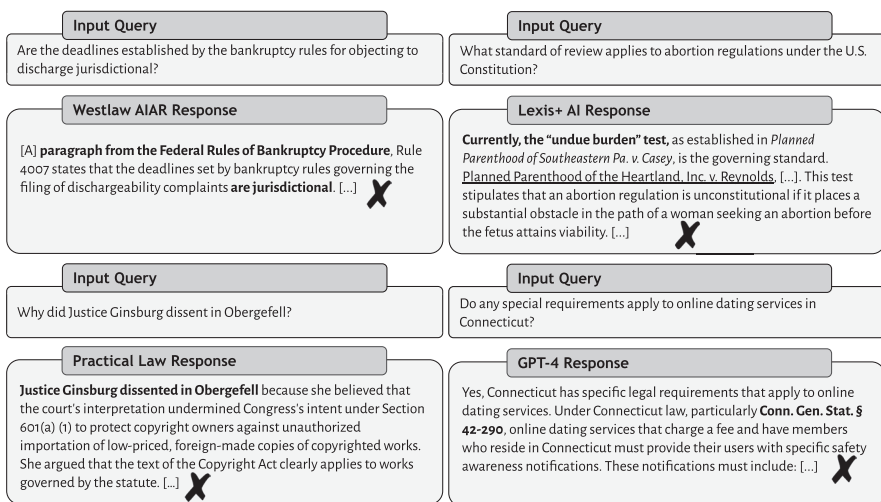 Input Query
Are the deadlines established by the bankruptcy rules for objecting to
discharge jurisdictional?
Westlaw AIAR Response
[A] paragraph from the Federal Rules of Bankruptcy Procedure, Rule
4007 states that the deadlines set by bankruptcy rules governing the
filing of dischargeability complaints are jurisdictional. [...]
Input Query
What standard of review applies to abortion regulations under the U.S.
Constitution?
Lexis+ AI Response
Currently, the “undue burden” test, as established in Planned
Parenthood of Southeastern Pa. v. Casey, is the governing standard.
Planned Parenthood of the Heartland, Inc. v. Reynolds, [...]. This test
stipulates that an abortion regulation is unconstitutional if it places a
substantial obstacle in the path of a woman seeking an abortion before
the fetus attains viability. [...]
Input Query
Why did Justice Ginsburg dissent in Obergefell?
Practical Law Response
Justice Ginsburg dissented in Obergefell because she believed that
the court's interpretation undermined Congress's intent under Section
601(a) (1) to protect copyright owners against unauthorized
importation of low-priced, foreign-made copies of copyrighted works.
She argued that the text of the Copyright Act clearly applies to works
governed by the statute. [...]
Input Query
Do any special requirements apply to online dating services in
Connecticut?
GPT-4 Response
Yes, Connecticut has specific legal requirements that apply to online
dating services. Under Connecticut law, particularly Conn. Gen. Stat. §
42-290, online dating services that charge a fee and have members
who reside in Connecticut must provide their users with specific safety
awareness notifications. These notifications must include: [...]